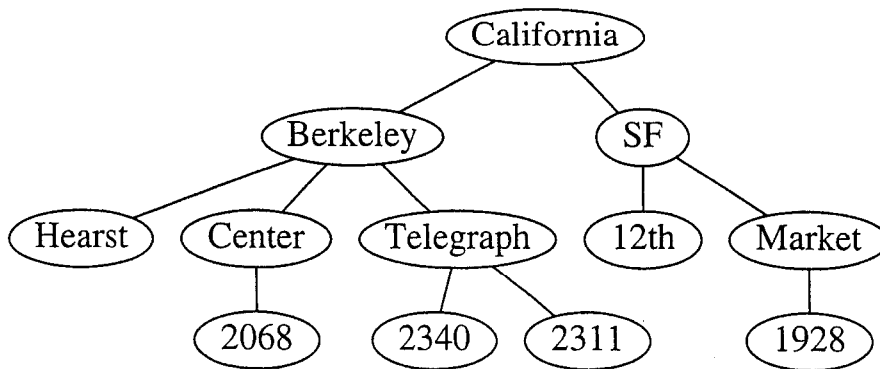 California
Berkeley SF
Hearst Center Telegraph 12th Market
2068 2340 2311 1928